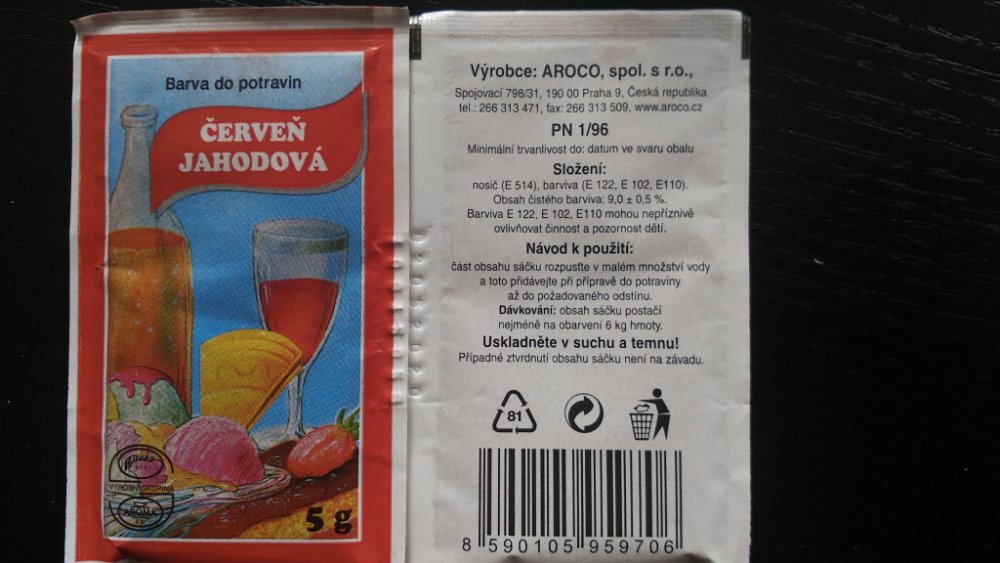 Barva do potravin
ČERVEŇ
JAHODOVÁ
VÝROBNÍ SKUPINA
AROMA
5 g
Výrobce: AROCO, spol. s r.o.,
Spojovací 798/31, 190 00 Praha 9, Česká republika
tel.: 266 313 471, fax: 266 313 509, www.aroco.cz
PN 1/96
Minimální trvanlivost do: datum ve svaru obalu
Složení:
nosič (E 514), barviva (E 122, E 102, E110).
Obsah čistého barviva: 9,0 ± 0,5 %.
Barviva E 122, E 102, E110 mohou nepříznivě
ovlivňovat činnost a pozornost dětí.
Návod k použití:
část obsahu sáčku rozpusťte v malém množství vody
a toto přidávejte při přípravě do potraviny
až do požadovaného odstínu.
Dávkování: obsah sáčku postačí
nejméně na obarvení 6 kg hmoty.
Uskladněte v suchu a temnu!
Případné ztvrdnutí obsahu sáčku není na závadu.
81
8 590105 959706